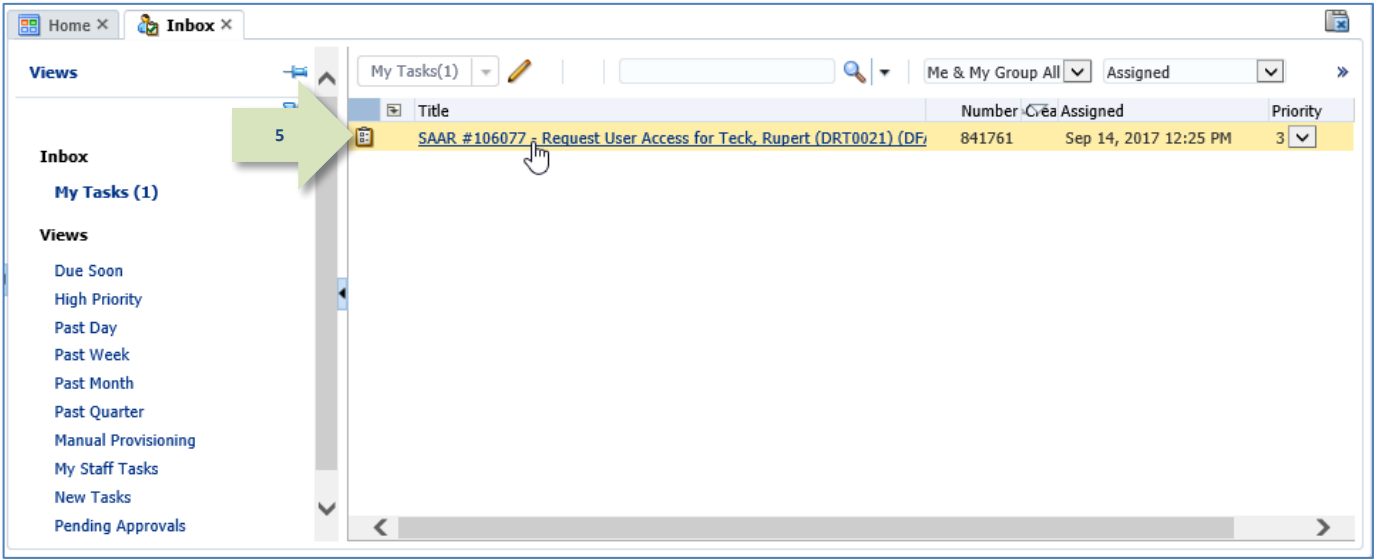 Home
Inbox
Views
My Tasks(1)
Me & My Group All
Assigned
»
Title
Number
Crea
Assigned
Priority
5
SAAR #106077 - Request User Access for Teck, Rupert (DRT0021) (DFA
841761
Sep 14, 2017 12:25 PM
3
Inbox
My Tasks (1)
Views
Due Soon
High Priority
Past Day
Past Week
Past Month
Past Quarter
Manual Provisioning
My Staff Tasks
New Tasks
Pending Approvals